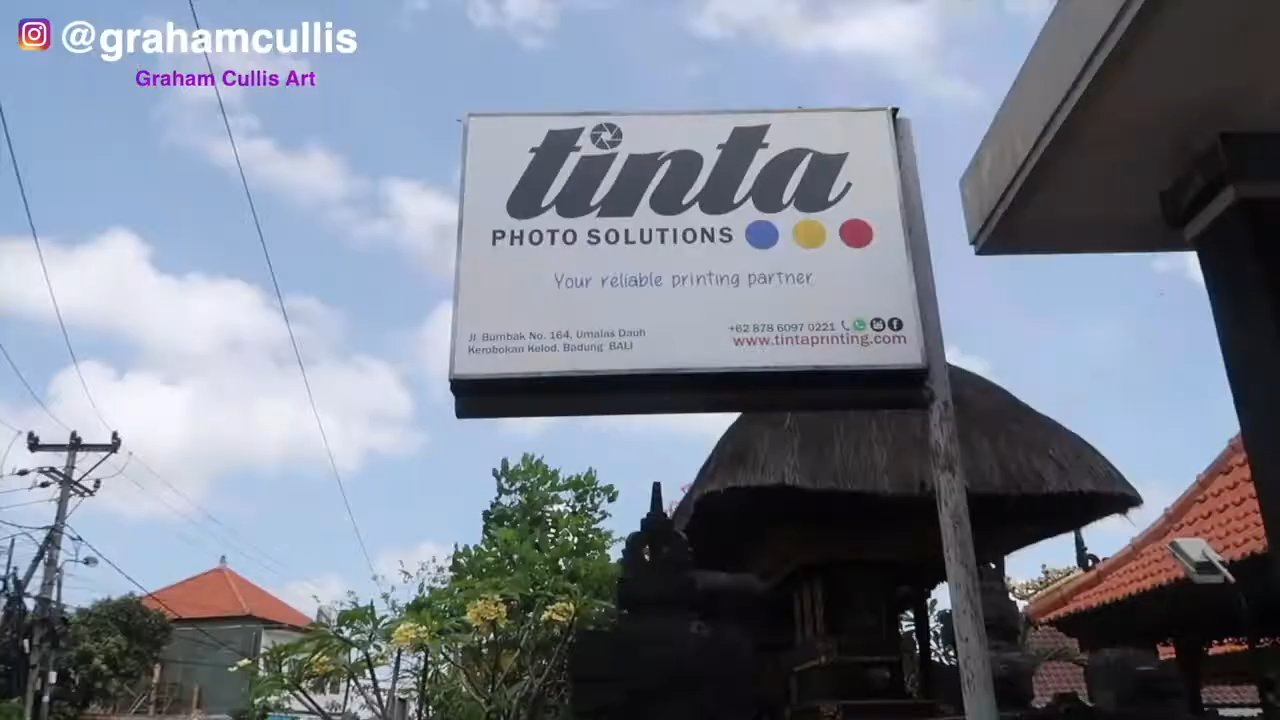 @grahamcullis
Graham Cullis Art
tinta
PHOTO SOLUTIONS
Your reliable printing partner
Jl. Bumbak No. 164, Umalas Dauh
Kerobokan Kelod, Badung BALI
+62 878 6097 0221
www.tintaprinting.com